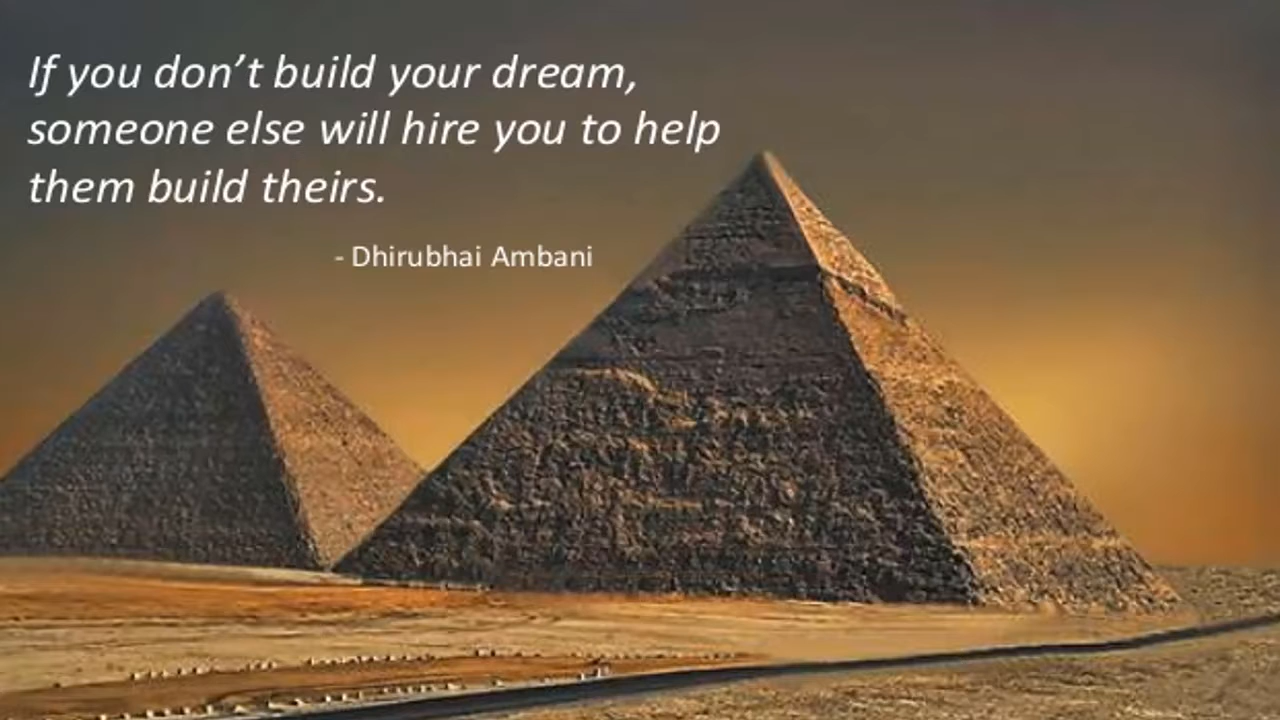 If you don’t build your dream,
someone else will hire you to help
them build theirs.
- Dhirubhai Ambani